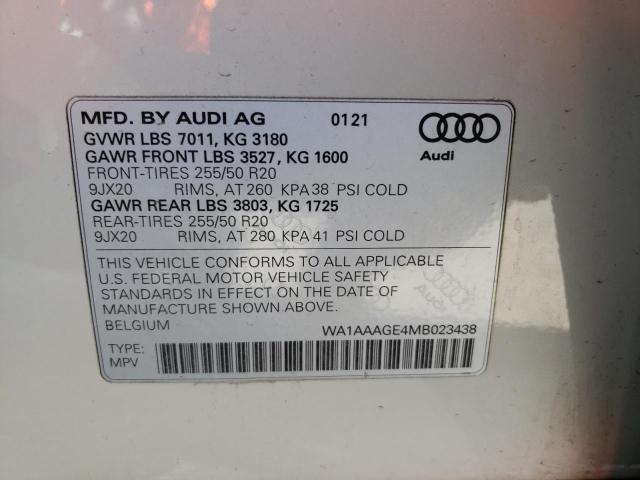 MFD. BY AUDI AG 0121
GVWR LBS 7011, KG 3180
GAWR FRONT LBS 3527, KG 1600
FRONT-TIRES 255/50 R20
9JX20 RIMS, AT 260 KPA 38 PSI COLD
GAWR REAR LBS 3803, KG 1725
REAR-TIRES 255/50 R20
9JX20 RIMS, AT 280 KPA 41 PSI COLD
Audi
THIS VEHICLE CONFORMS TO ALL APPLICABLE
U.S. FEDERAL MOTOR VEHICLE SAFETY
STANDARDS IN EFFECT ON THE DATE OF
MANUFACTURE SHOWN ABOVE.
BELGIUM WA1AAAGE4MB023438
TYPE:
MPV
Audi